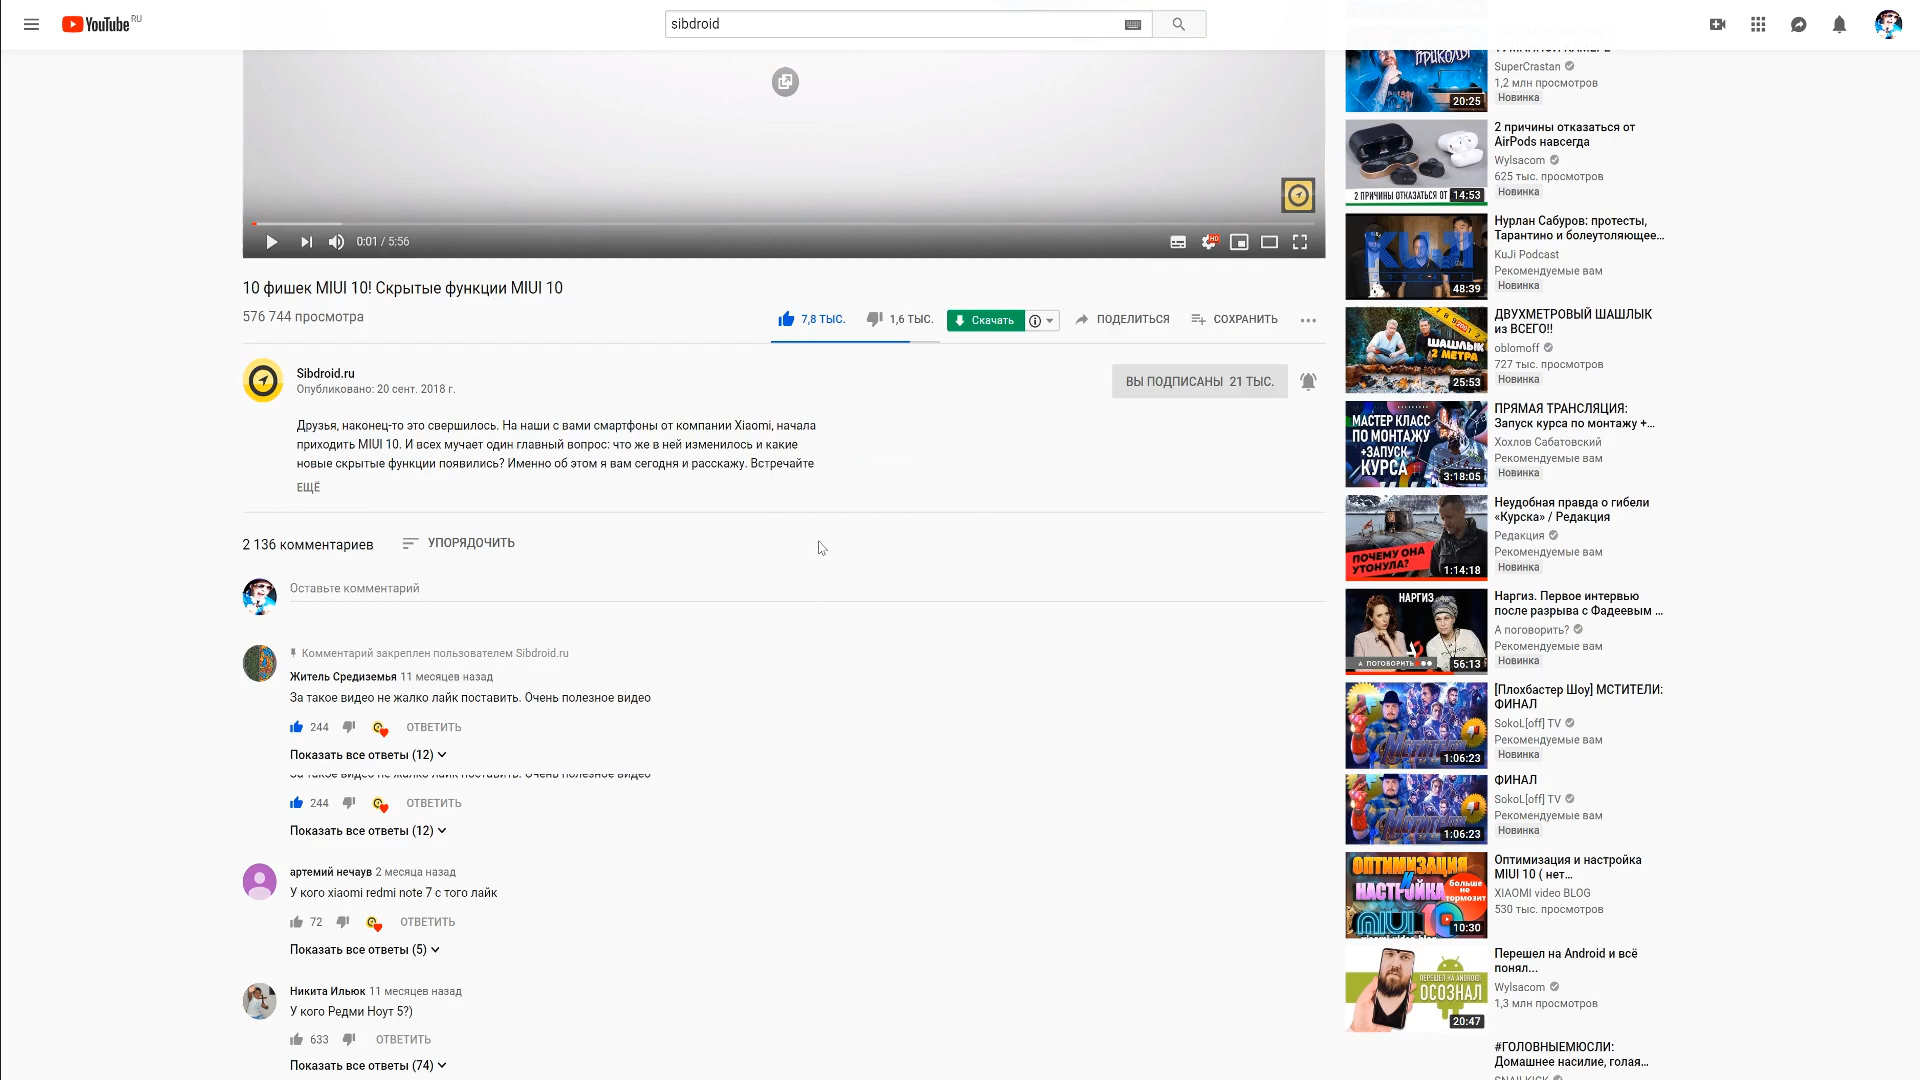 YouTube RU
sibdroid
0:01 / 5:56
10 фишек MIUI 10! Скрытые функции MIUI 10
576 744 просмотра
7,8 ТЫС.
1,6 ТЫС.
Скачать
ПОДЕЛИТЬСЯ
СОХРАНИТЬ
Sibdroid.ru
Опубликовано: 20 сент. 2018 г.
ВЫ ПОДПИСАНЫ 21 ТЫС.
Друзья, наконец-то это свершилось. На наши с вами смартфоны от компании Xiaomi, начала
приходить MIUI 10. И всех мучает один главный вопрос: что же в ней изменилось и какие
новые скрытые функции появились? Именно об этом я вам сегодня и расскажу. Встречайте
ЕЩЁ
2 136 комментариев
УПОРЯДОЧИТЬ
Оставьте комментарий
Комментарий закреплен пользователем Sibdroid.ru
Житель Средиземья 11 месяцев назад
За такое видео не жалко лайк поставить. Очень полезное видео
244
ОТВЕТИТЬ
Показать все ответы (12)
За такое видео не жалко лайк поставить. Очень полезное видео
244
ОТВЕТИТЬ
Показать все ответы (12)
артемий нечаув 2 месяца назад
У кого xiaomi redmi note 7 с того лайк
72
ОТВЕТИТЬ
Показать все ответы (5)
Никита Ильюк 11 месяцев назад
У кого Редми Ноут 5?)
633
ОТВЕТИТЬ
Показать все ответы (74)
ПРИКОЛЫ
20:25
SuperCrastan
1,2 млн просмотров
Новинка
2 ПРИЧИНЫ ОТКАЗАТЬСЯ ОТ
14:53
2 причины отказаться от
AirPods навсегда
Wylsacom
625 тыс. просмотров
Новинка
KUJI
PODCAST
48:39
Нурлан Сабуров: протесты,
Тарантино и болеутоляющее...
KuJi Podcast
Рекомендуемые вам
Новинка
ШАШЛЫК
2 МЕТРА
25:53
ДВУХМЕТРОВЫЙ ШАШЛЫК
из ВСЕГО!!
oblomoff
727 тыс. просмотров
Новинка
МАСТЕР КЛАСС
ПО МОНТАЖУ
+ЗАПУСК
КУРСА
3:18:05
ПРЯМАЯ ТРАНСЛЯЦИЯ:
Запуск курса по монтажу +...
Хохлов Сабатовский
Рекомендуемые вам
Новинка
ПОЧЕМУ ОНА
УТОНУЛА?
1:14:18
Неудобная правда о гибели
«Курска» / Редакция
Редакция
Рекомендуемые вам
Новинка
НАРГИЗ
А ПОГОВОРИТЬ
56:13
Наргиз. Первое интервью
после разрыва с Фадеевым ...
А поговорить?
Рекомендуемые вам
Новинка
1:06:23
[Плохбастер Шоу] МСТИТЕЛИ:
ФИНАЛ
SokoL[off] TV
Рекомендуемые вам
Новинка
1:06:23
ФИНАЛ
SokoL[off] TV
Рекомендуемые вам
Новинка
ОПТИМИЗАЦИЯ
И
НАСТРОЙКА
больше
не
тормозит
MIUI 10
xiaomi video blog
10:30
Оптимизация и настройка
MIUI 10 ( нет...
XIAOMI video BLOG
530 тыс. просмотров
ПЕРЕШЕЛ НА ANDROID:
ОСОЗНАЛ
20:47
Перешел на Android и всё
понял...
Wylsacom
1,3 млн просмотров
#ГОЛОВНЫЕМЮСЛИ:
Домашнее насилие, голая...